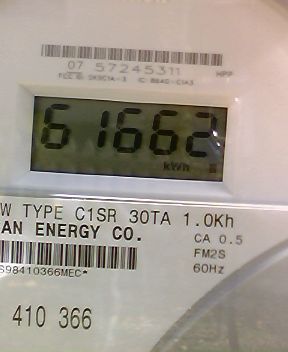 07 57245311 HPP
61662
kWh
W TYPE C1SR 30TA 1.0Kh
AN ENERGY CO. CA 0.5
FM2S
60Hz
S98410366MEC*
410 366